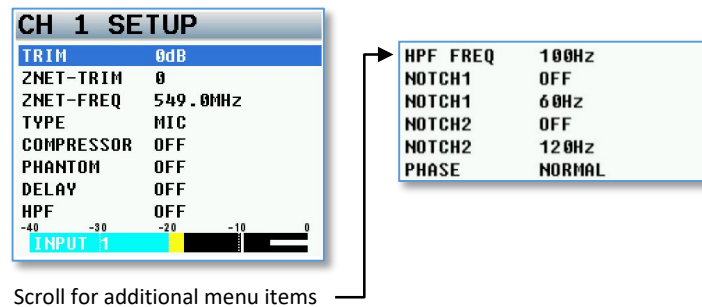 CH 1 SETUP
TRIM 0dB
ZNET-TRIM 0
ZNET-FREQ 549.0MHz
TYPE MIC
COMPRESSOR OFF
PHANTOM OFF
DELAY OFF
HPF OFF
-40 -30 -20 -10 0
INPUT 1
HPF FREQ 100Hz
NOTCH1 OFF
NOTCH1 60Hz
NOTCH2 OFF
NOTCH2 120Hz
PHASE NORMAL
Scroll for additional menu items